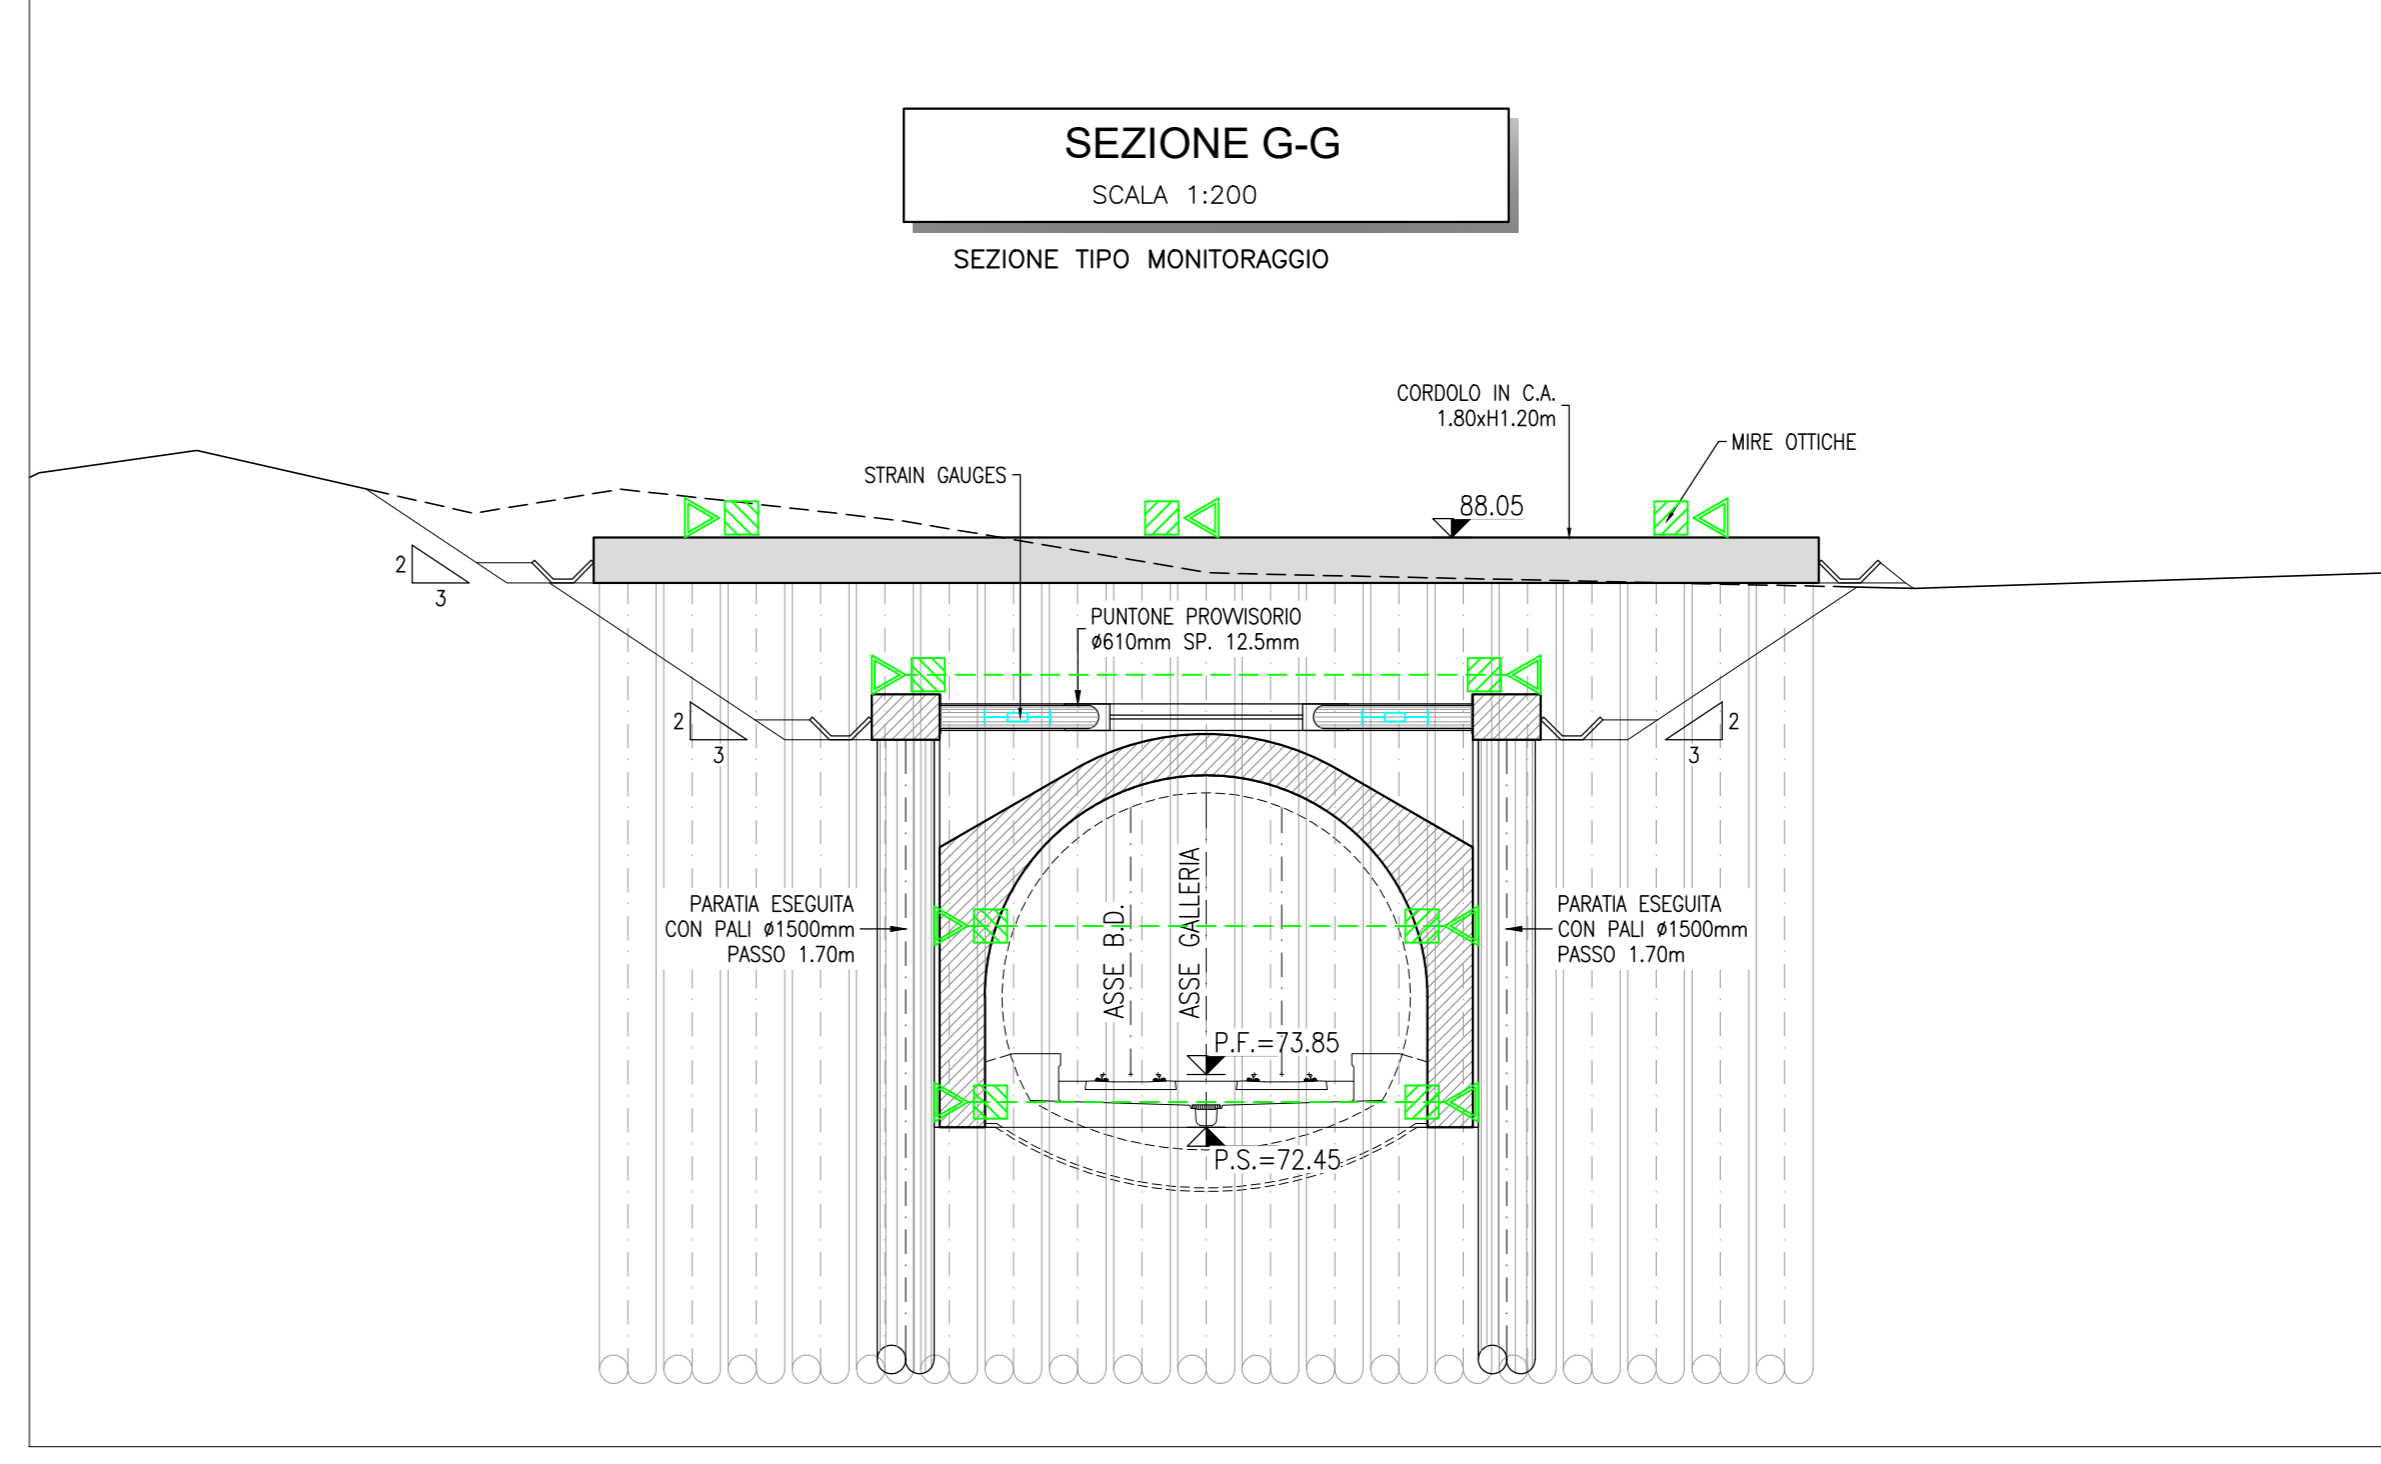 SEZIONE G-G
SCALA 1:200
SEZIONE TIPO MONITORAGGIO
CORDOLO IN C.A.
1.80xH1.20m
MIRE OTTICHE
STRAIN GAUGES
88.05
2
3
PUNTONE PROVVISORIO
ø610mm SP. 12.5mm
2
3
2
3
PARATIA ESEGUITA
CON PALI ø1500mm
PASSO 1.70m
ASSE B.D.
ASSE GALLERIA
PARATIA ESEGUITA
CON PALI ø1500mm
PASSO 1.70m
P.F.=73.85
P.S.=72.45